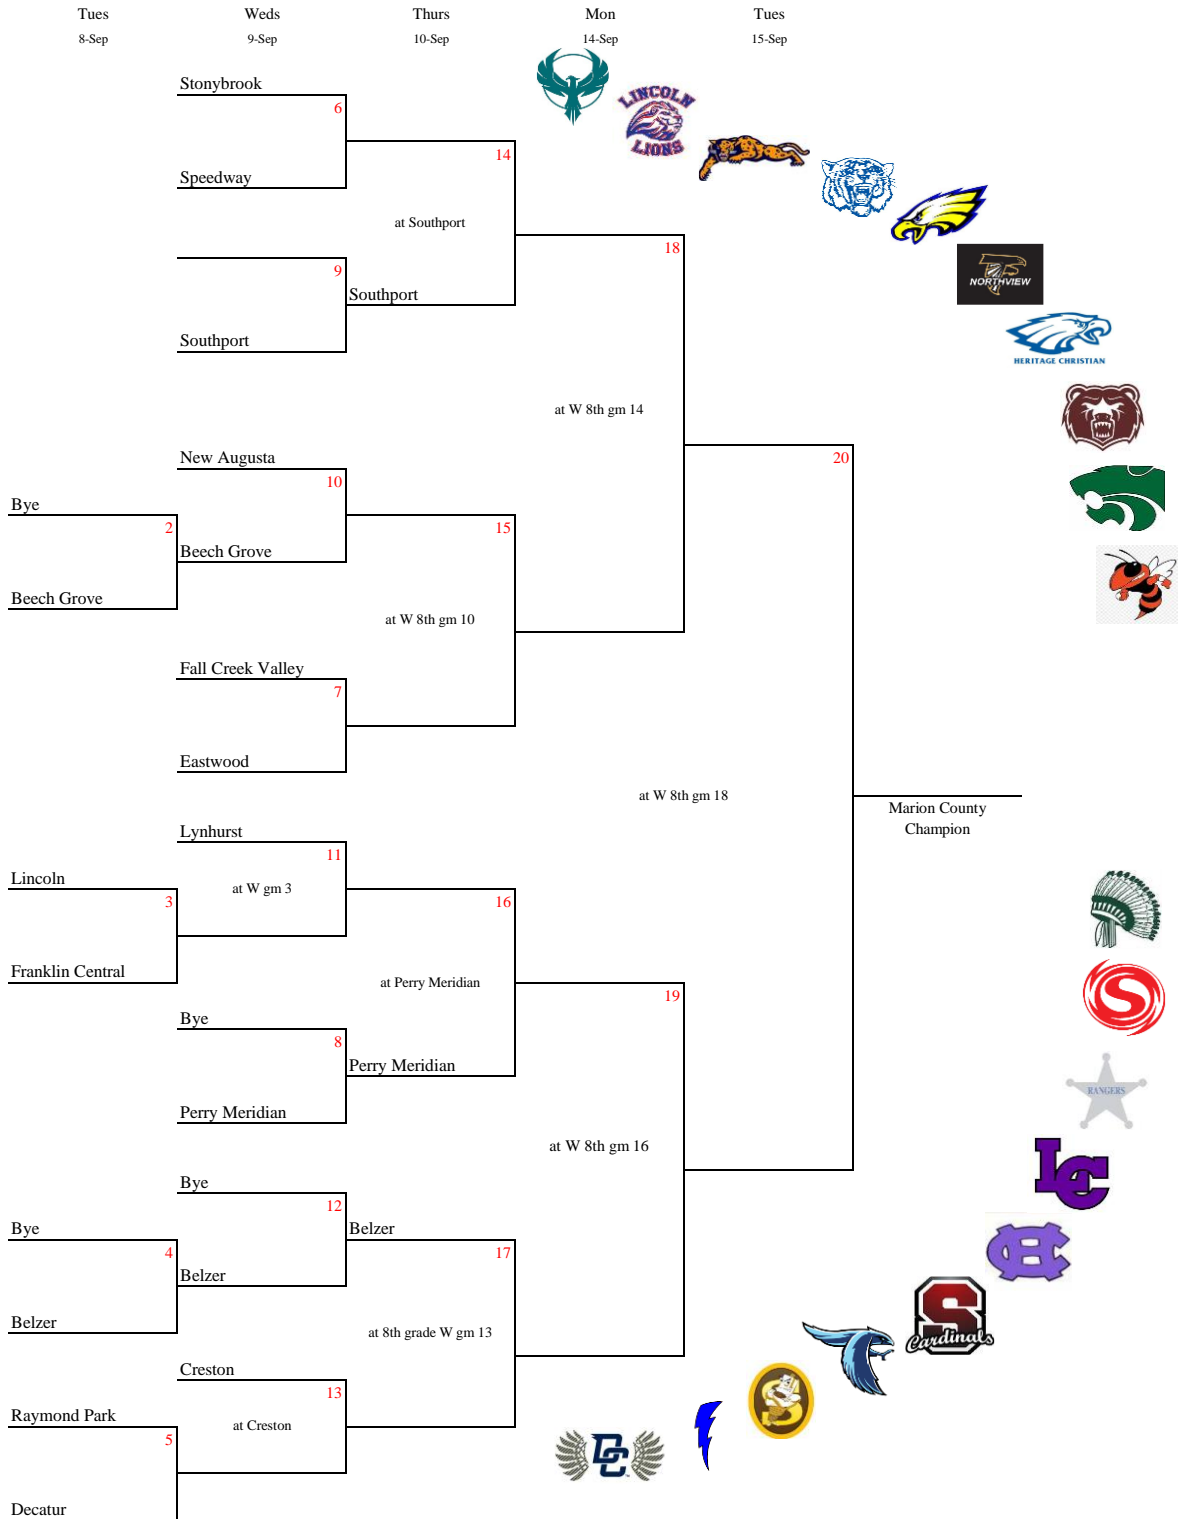 Tues Weds Thurs Mon Tues
8-Sep 9-Sep 10-Sep 14-Sep 15-Sep
Stonybrook
6
LINCOLN
LIONS
14
Speedway
at Southport
18
9
Southport
NORTHVIEW
Southport
HERITAGE CHRISTIAN
at W 8th gm 14
New Augusta
20
10
Bye
2
15
Beech Grove
Beech Grove
at W 8th gm 10
Fall Creek Valley
7
Eastwood
at W 8th gm 18
Marion County
Champion
Lynhurst
11
Lincoln
at W gm 3
3
16
Franklin Central
at Perry Meridian
19
S
Bye
8
Perry Meridian
RANGERS
Perry Meridian
at W 8th gm 16
LC
Bye
12
Bye
Belzer
CH
4
17
Belzer
Belzer
at 8th grade W gm 13
S
Cardinals
Creston
13
Raymond Park
at Creston
5
S
DC
Decatur